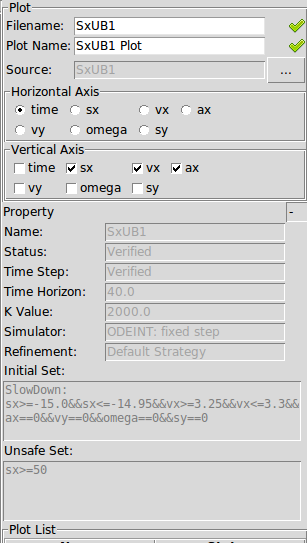 Plot
Filename: SxUB1
Plot Name: SxUB1 Plot
Source: SxUB1 ...
Horizontal Axis
time sx vx ax
vy omega sy
Vertical Axis
time sx vx ax
vy omega sy
Property -
Name: SxUB1
Status: Verified
Time Step: Verified
Time Horizon: 40.0
K Value: 2000.0
Simulator: ODEINT: fixed step
Refinement: Default Strategy
Initial Set:
SlowDown:
sx>=-15.0&&sx<=-14.95&&vx>=3.25&&vx<=3.3&&
ax==0&&vy==0&&omega==0&&sy==0
Unsafe Set:
sx>=50
Plot List